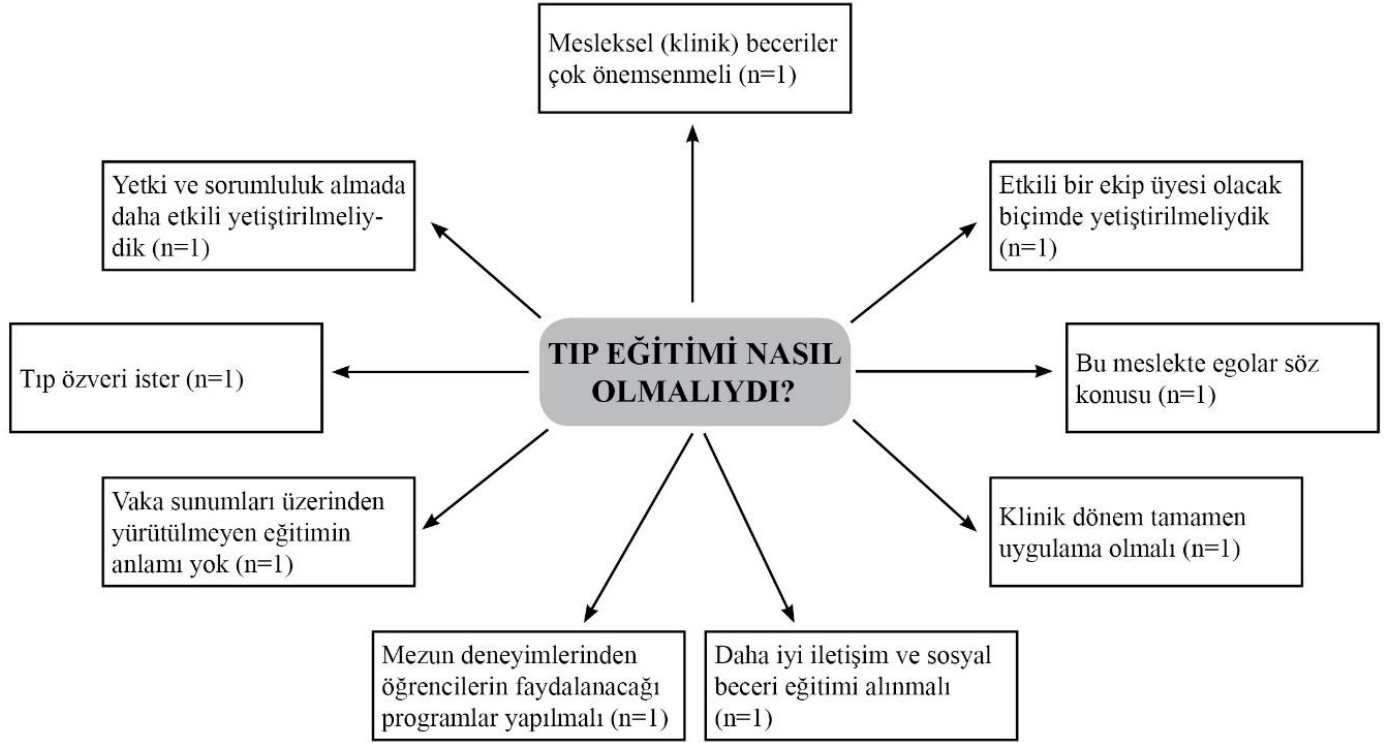 Mesleksel (klinik) beceriler
çok önemsenmeli (n=1)
Yetki ve sorumluluk almada
daha etkili yetiştirilmeliy-
dik (n=1)
Etkili bir ekip üyesi olacak
biçimde yetiştirilmeliydik
(n=1)
TIP EĞİTİMİ NASIL
OLMALIYDI?
Tıp özveri ister (n=1)
Bu meslekte egolar söz
konusu (n=1)
Vaka sunumları üzerinden
yürütülmeyen eğitimin
anlamı yok (n=1)
Klinik dönem tamamen
uygulama olmalı (n=1)
Mezun deneyimlerinden
öğrencilerin faydalanacağı
programlar yapılmalı (n=1)
Daha iyi iletişim ve sosyal
beceri eğitimi alınmalı
(n=1)